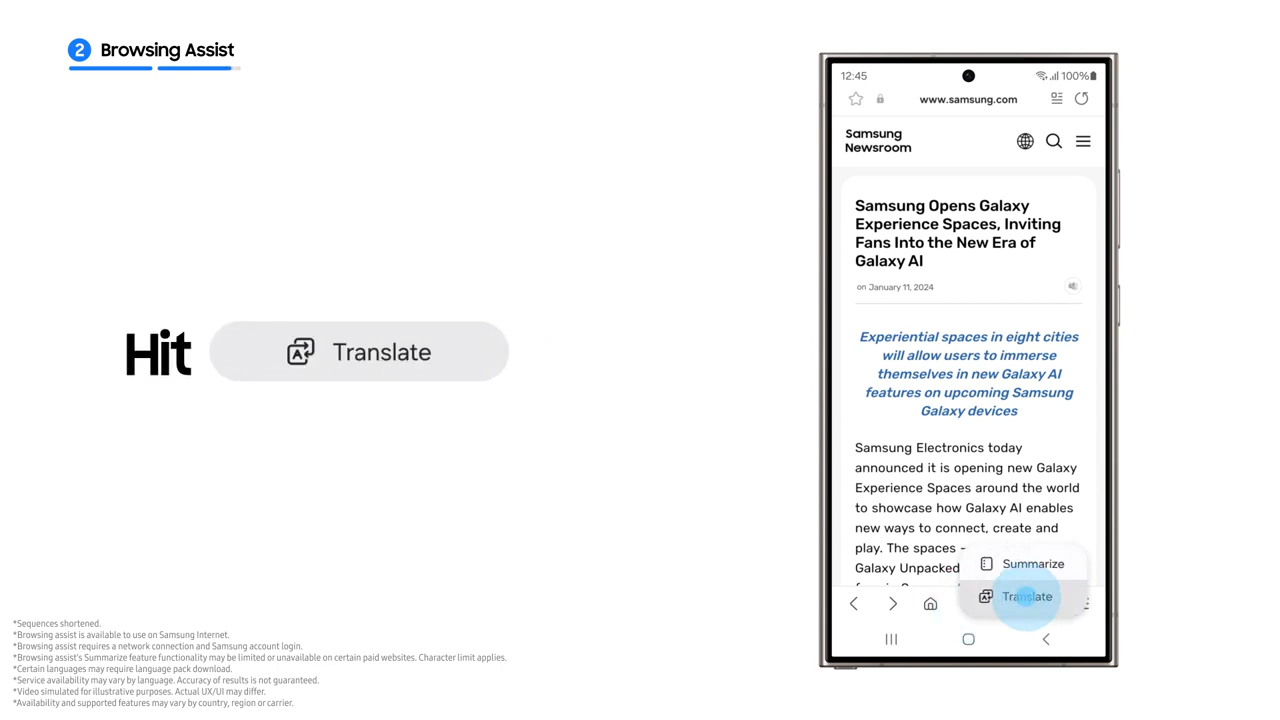 2 Browsing Assist
Hit Translate
12:45
100%
www.samsung.com
Samsung
Newsroom
Samsung Opens Galaxy
Experience Spaces, Inviting
Fans Into the New Era of
Galaxy AI
on January 11, 2024
Experiential spaces in eight cities
will allow users to immerse
themselves in new Galaxy AI
features on upcoming Samsung
Galaxy devices
Samsung Electronics today
announced it is opening new Galaxy
Experience Spaces around the world
to showcase how Galaxy AI enables
new ways to connect, create and
play. The spaces –
Galaxy Unpacked
Summarize
Translate
*Sequences shortened.
*Browsing assist is available to use on Samsung Internet.
*Browsing assist requires a network connection and Samsung account login.
*Browsing assist's Summarize feature functionality may be limited or unavailable on certain paid websites. Character limit applies.
*Certain languages may require language pack download.
*Service availability may vary by language. Accuracy of results is not guaranteed.
*Video simulated for illustrative purposes. Actual UX/UI may differ.
*Availability and supported features may vary by country, region or carrier.